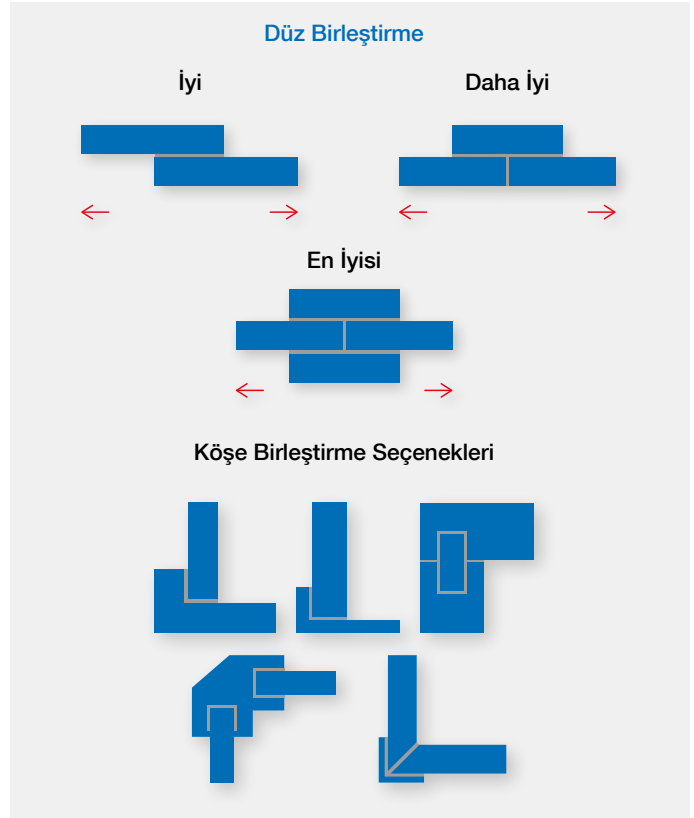 Düz Birleştirme
İyi
Daha İyi
En İyisi
Köşe Birleştirme Seçenekleri